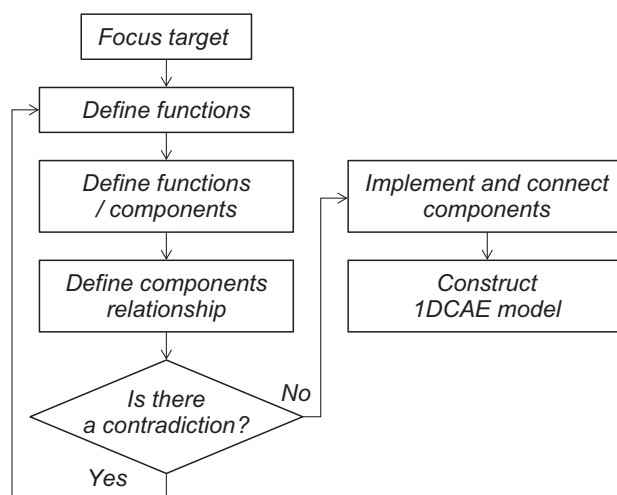 Focus target
Define functions
Define functions
/ components
Define components
relationship
Is there
a contradiction?
Yes
No
Implement and connect
components
Construct
1DCAE model